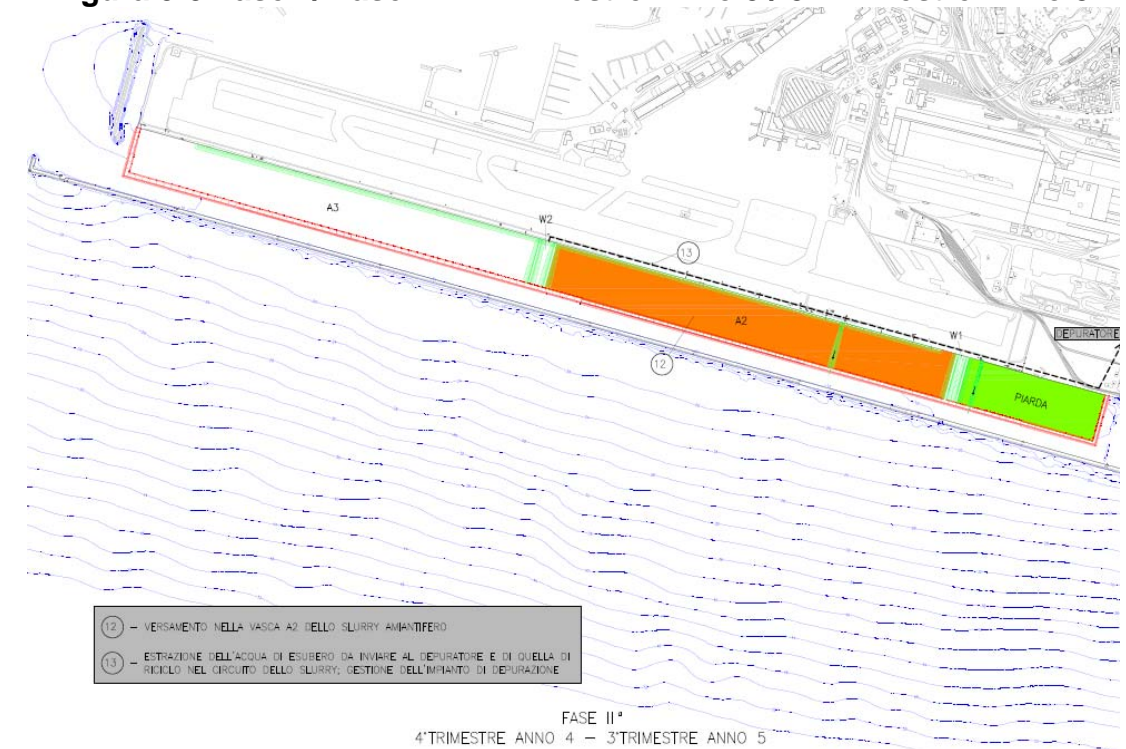 A3
W2
13
A2
W1
DEPURATORE
12
PIARDA
12 – VERSAMENTO NELLA VASCA A2 DELLO SLURRY AMIANTIFERO
13 – ESTRAZIONE DELL'ACQUA DI ESUBERO DA INVIARE AL DEPURATORE E DI QUELLA DI
RICICLO NEL CIRCUITO DELLO SLURRY; GESTIONE DELL'IMPIANTO DI DEPURAZIONE
FASE IIª
4°TRIMESTRE ANNO 4 – 3°TRIMESTRE ANNO 5